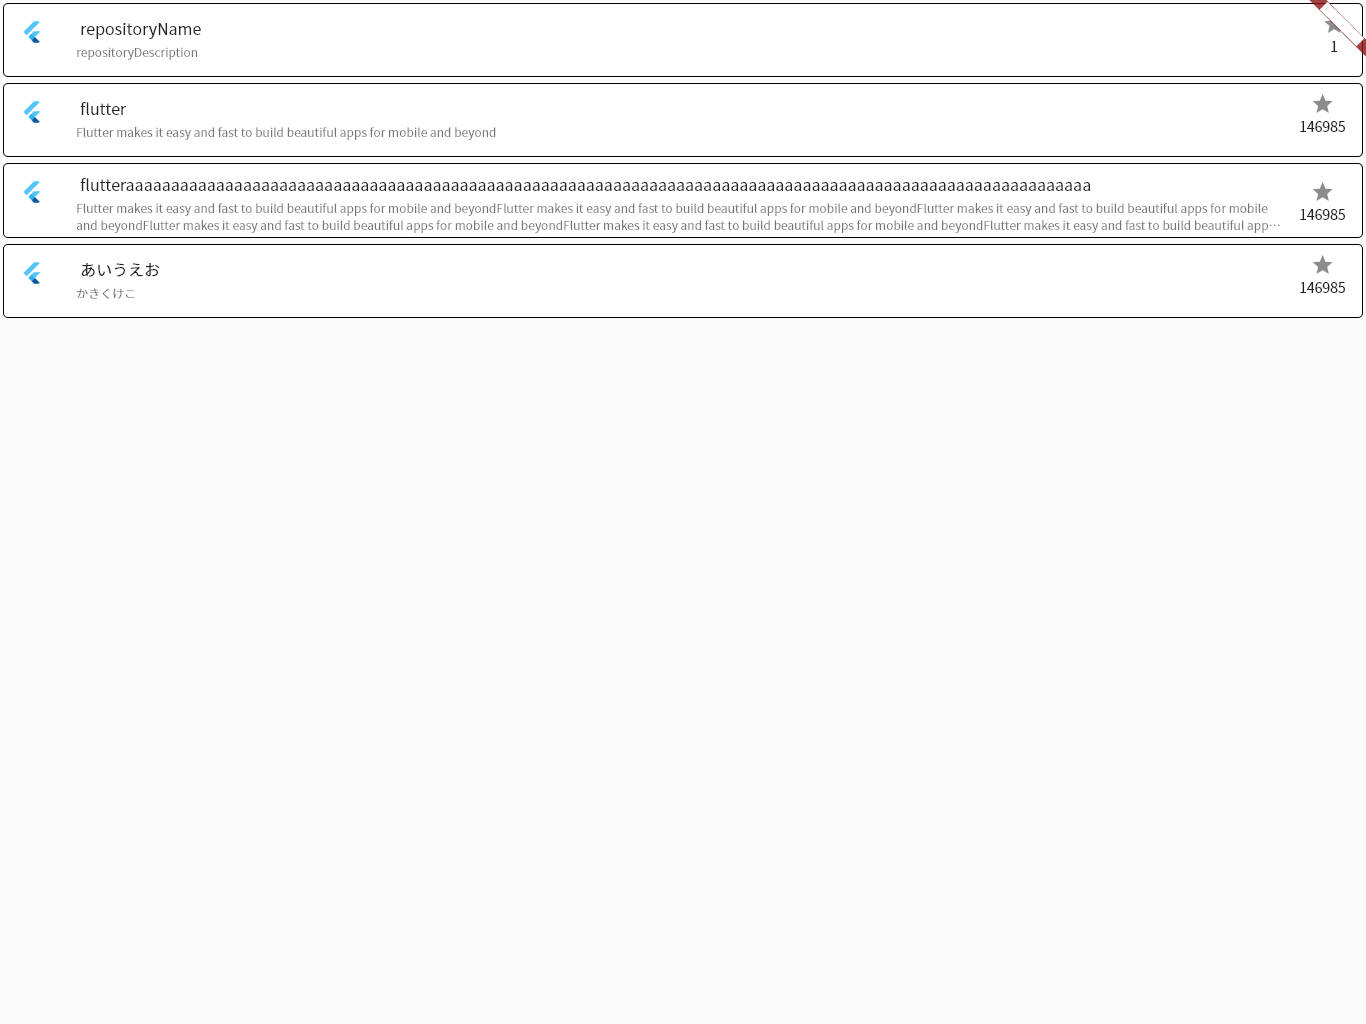 repositoryName
repositoryDescription
1
flutter
Flutter makes it easy and fast to build beautiful apps for mobile and beyond
146985
flutteraaaaaaaaaaaaaaaaaaaaaaaaaaaaaaaaaaaaaaaaaaaaaaaaaaaaaaaaaaaaaaaaaaaaaaaaaaaaaaaaaaaaaaaaaaaaaaaaaaaaaaaaaaa
Flutter makes it easy and fast to build beautiful apps for mobile and beyondFlutter makes it easy and fast to build beautiful apps for mobile and beyondFlutter makes it easy and fast to build beautiful apps for mobile
and beyondFlutter makes it easy and fast to build beautiful apps for mobile and beyondFlutter makes it easy and fast to build beautiful apps for mobile and beyondFlutter makes it easy and fast to build beautiful app…
146985
あいうえお
かきくけこ
146985